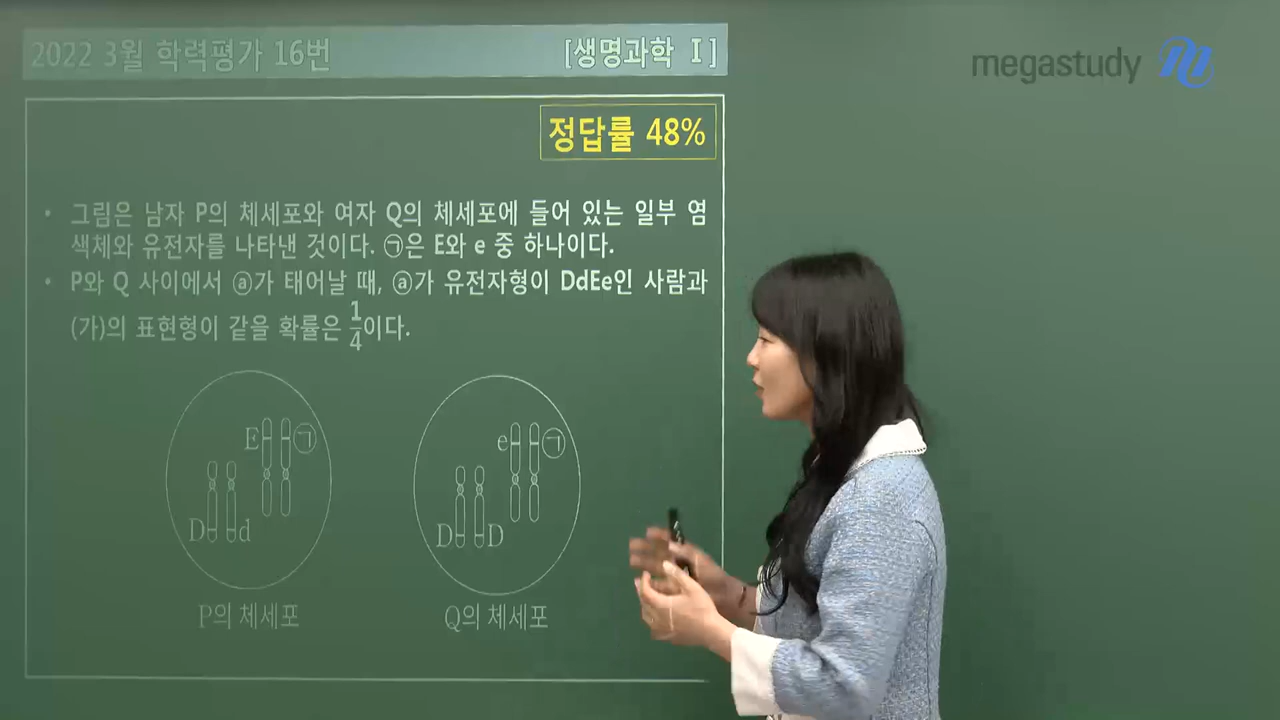 2022 3월 학력평가 16번
[생명과학 Ⅰ]
megastudy
정답률 48%
• 그림은 남자 P의 체세포와 여자 Q의 체세포에 들어 있는 일부 염
색체와 유전자를 나타낸 것이다. ㉠은 E와 e 중 하나이다.
• P와 Q 사이에서 ⓐ가 태어날 때, ⓐ가 유전자형이 DdEe인 사람과
(가)의 표현형이 같을 확률은 1/4이다.
E ㉠
D d
P의 체세포
e ㉠
D D
Q의 체세포